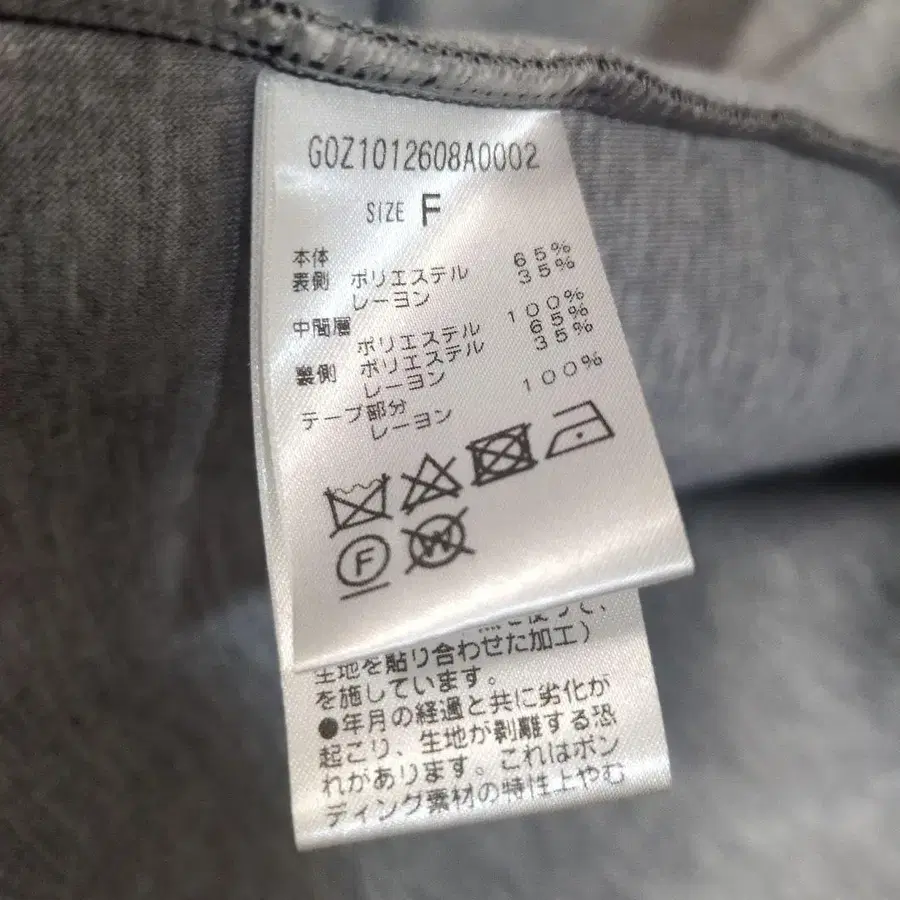 G0Z1012608A0002
SIZE F
本体
表側 ポリエステル 65%
レーヨン 35%
中間層
ポリエステル 100%
裏側 ポリエステル 65%
レーヨン 35%
テープ部分
レーヨン 100%
F W
生地を貼り合わせた加工)
を施しています。
●年月の経過と共に劣化が
起こり、生地が剥離する恐
れがあります。これはボン
ディング素材の特性上やむ